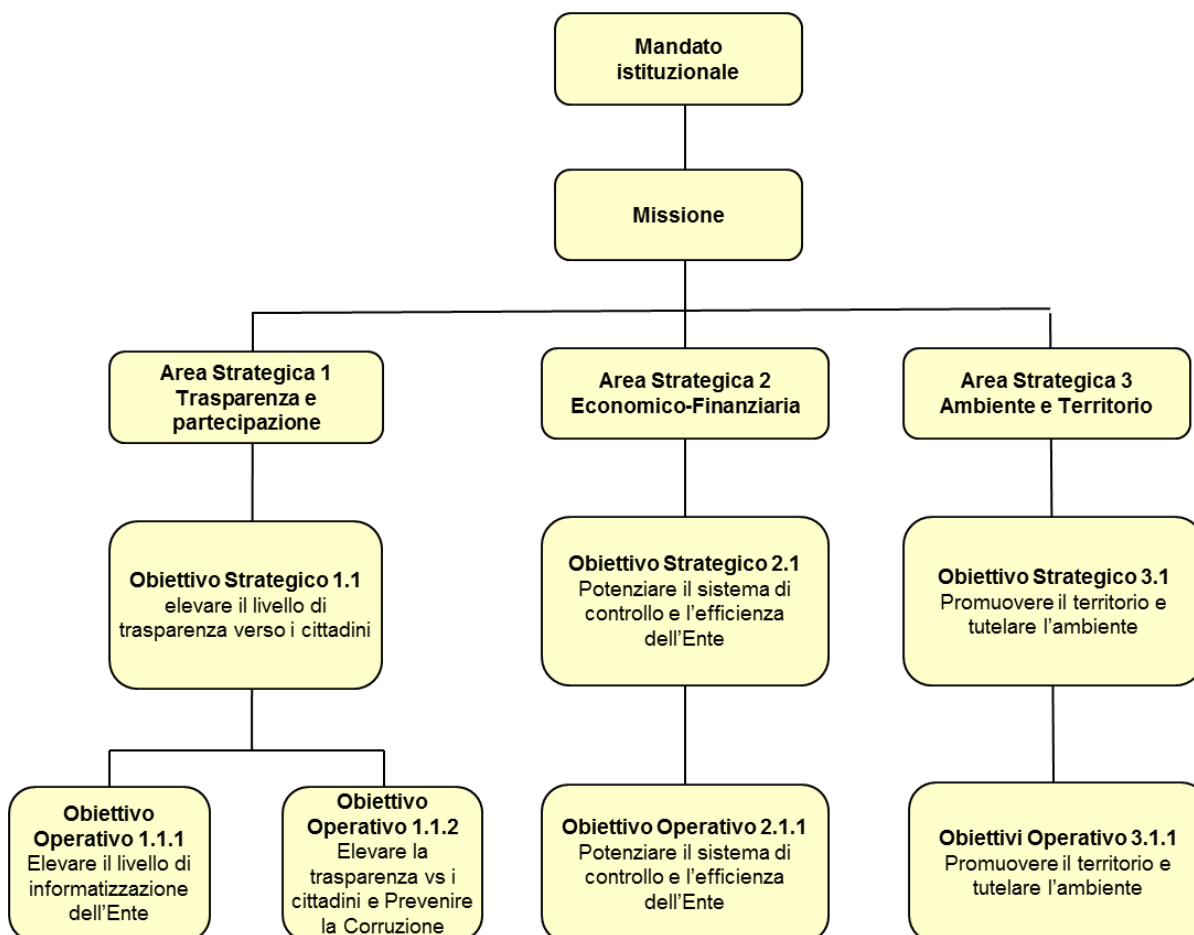 Mandato
istituzionale
Missione
Area Strategica 1
Trasparenza e
partecipazione
Area Strategica 2
Economico-Finanziaria
Area Strategica 3
Ambiente e Territorio
Obiettivo Strategico 1.1
elevare il livello di
trasparenza verso i cittadini
Obiettivo Strategico 2.1
Potenziare il sistema di
controllo e l’efficienza
dell’Ente
Obiettivo Strategico 3.1
Promuovere il territorio e
tutelare l’ambiente
Obiettivo
Operativo 1.1.1
Elevare il livello di
informatizzazione
dell’Ente
Obiettivo
Operativo 1.1.2
Elevare la
trasparenza vs i
cittadini e Prevenire
la Corruzione
Obiettivo Operativo 2.1.1
Potenziare il sistema di
controllo e l’efficienza
dell’Ente
Obiettivi Operativo 3.1.1
Promuovere il territorio e
tutelare l’ambiente